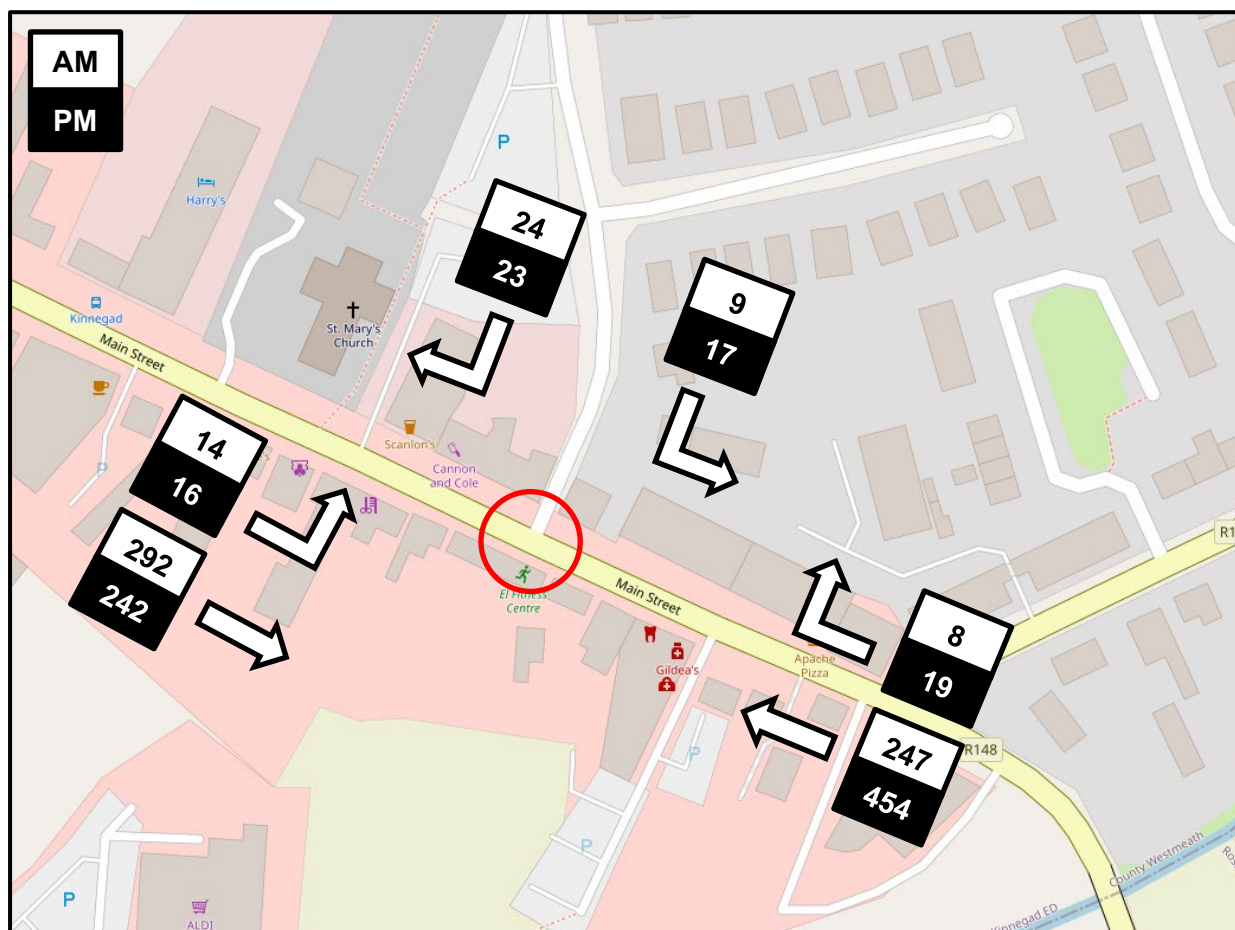 AM
PM
P
Harry's
24
23
9
17
Kinnegad
St. Mary's
Church
Main Street
Scanlon's
Cannon
and Cole
14
16
P
292
242
El Fitness
Centre
Main Street
Gildea's
Apache
Pizza
8
19
247
454
R148
P
P
P
ALDI
County Westmeath
Kinnegad ED